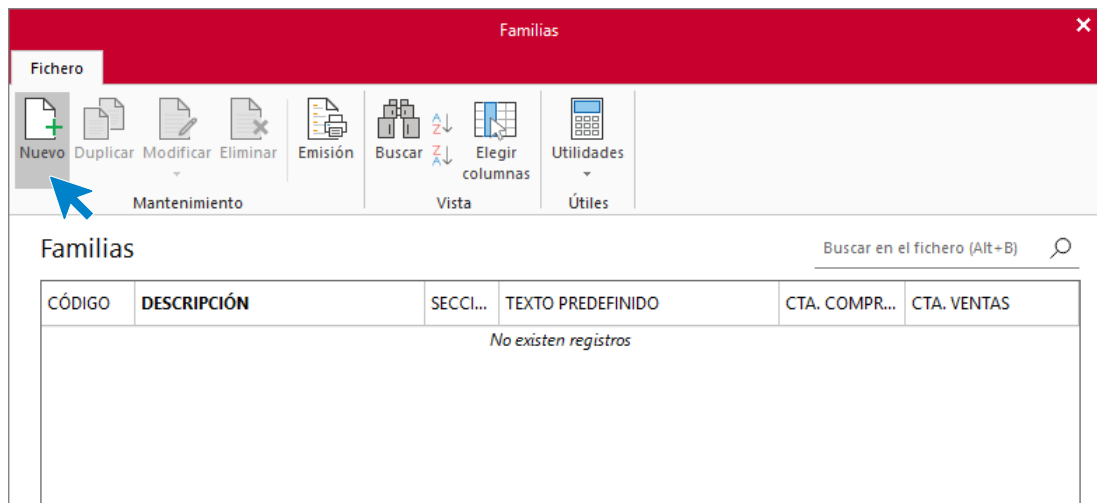 Familias
Fichero
Nuevo Duplicar Modificar Eliminar Emisión Buscar Elegir columnas Utilidades
Mantenimiento Vista Útiles
Familias Buscar en el fichero (Alt+B)
CÓDIGO DESCRIPCIÓN SECCI... TEXTO PREDEFINIDO CTA. COMPR... CTA. VENTAS
No existen registros